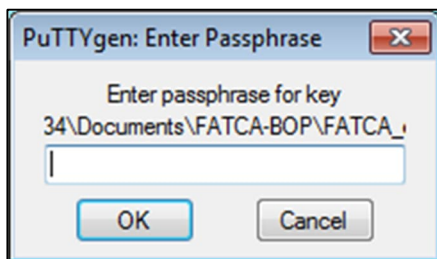 PuTTYgen: Enter Passphrase
Enter passphrase for key
34\Documents\FATCA-BOP\FATCA_
OK Cancel